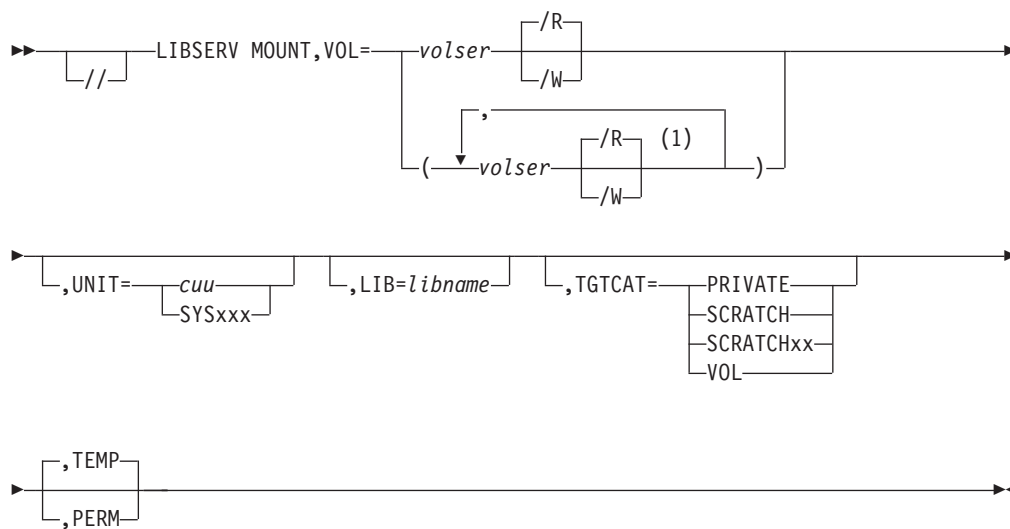 /R
// LIBSERV MOUNT,VOL= volser /W
,
/R (1)
( volser /W )
,UNIT= cuu ,LIB=libname ,TGTCAT= PRIVATE
SYSxxx SCRATCH
SCRATCHxx
VOL
,TEMP
,PERM